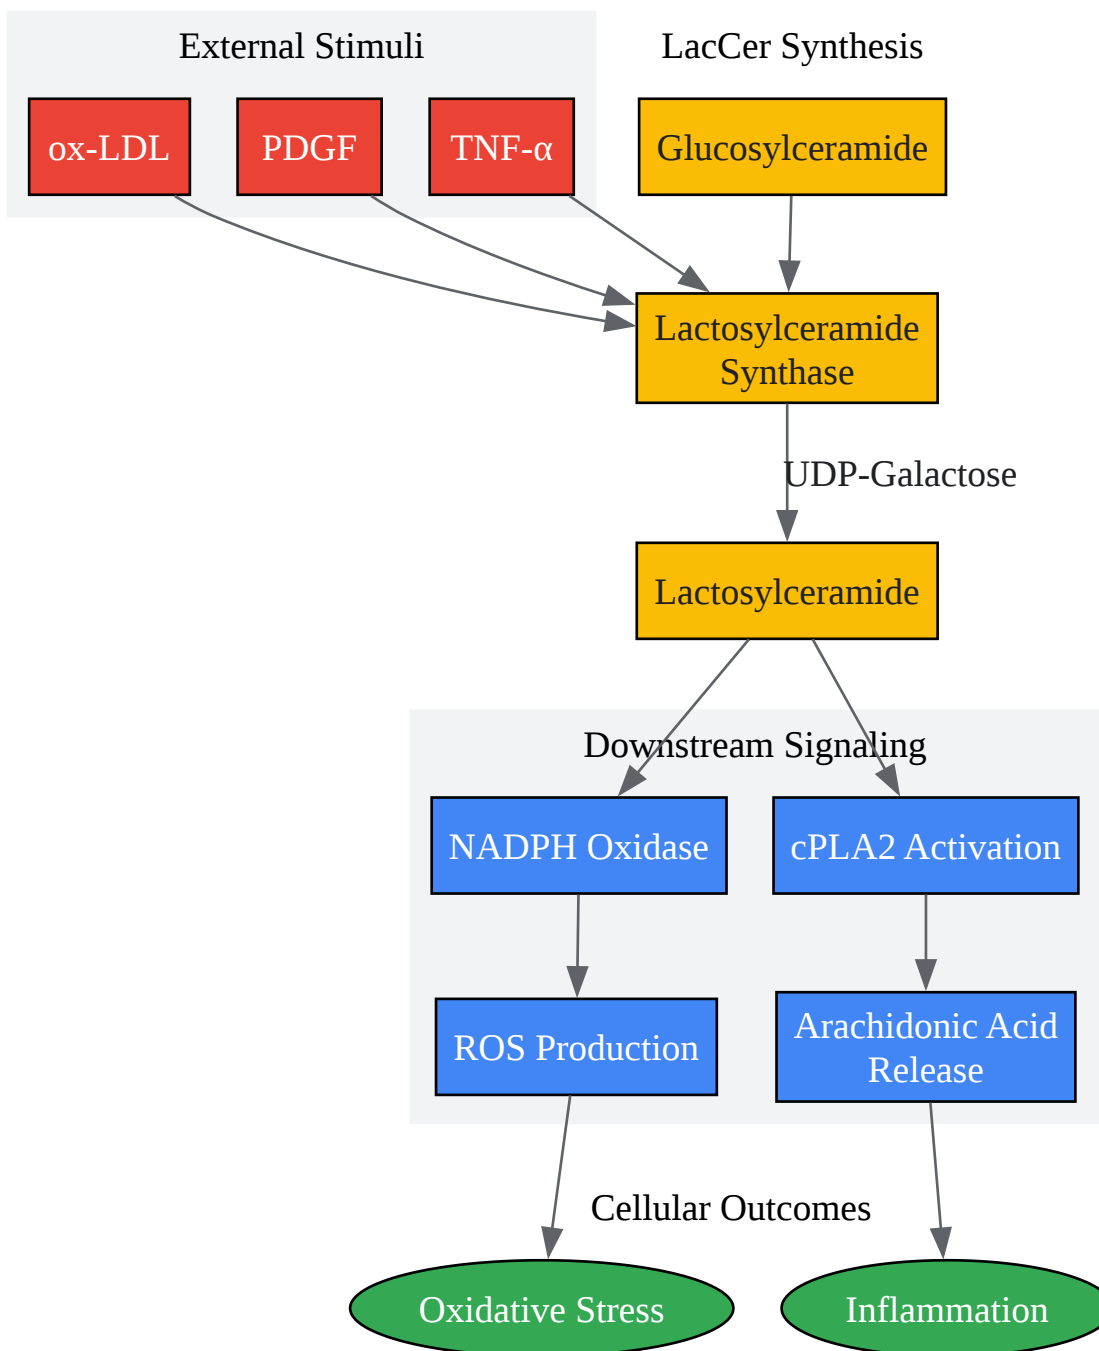 External Stimuli
LacCer Synthesis
ox-LDL
PDGF
TNF-α
Glucosylceramide
Lactosylceramide
Synthase
UDP-Galactose
Lactosylceramide
Downstream Signaling
NADPH Oxidase
cPLA2 Activation
ROS Production
Arachidonic Acid
Release
Cellular Outcomes
Oxidative Stress
Inflammation